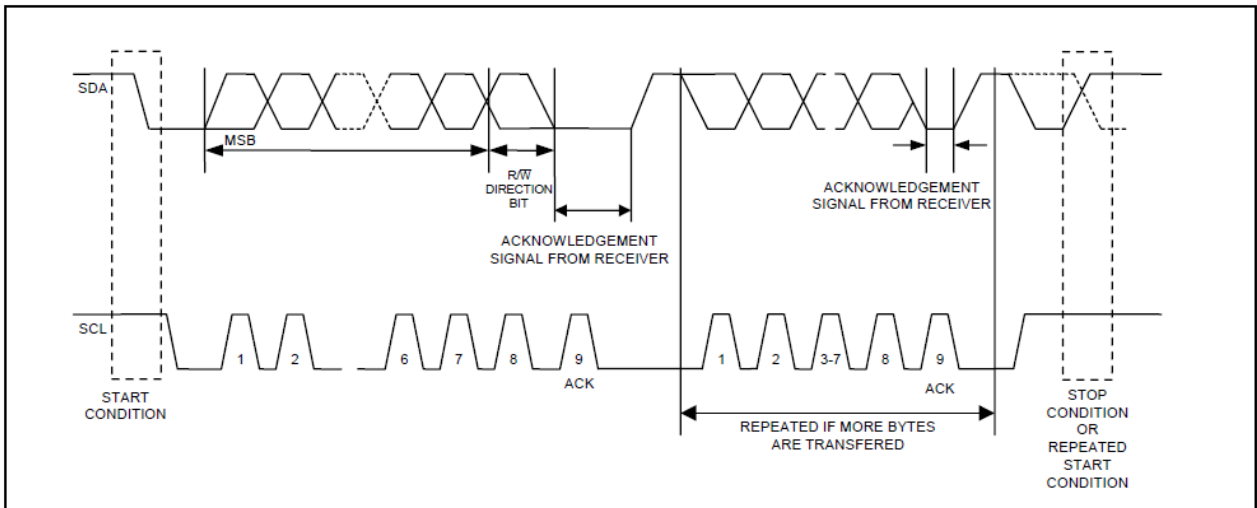 SDA
MSB
R/W̅
DIRECTION
BIT
ACKNOWLEDGEMENT
SIGNAL FROM RECEIVER
ACKNOWLEDGEMENT
SIGNAL FROM RECEIVER
SCL
1
2
6
7
8
9
ACK
1
2
3-7
8
9
ACK
START
CONDITION
REPEATED IF MORE BYTES
ARE TRANSFERED
STOP
CONDITION
OR
REPEATED
START
CONDITION